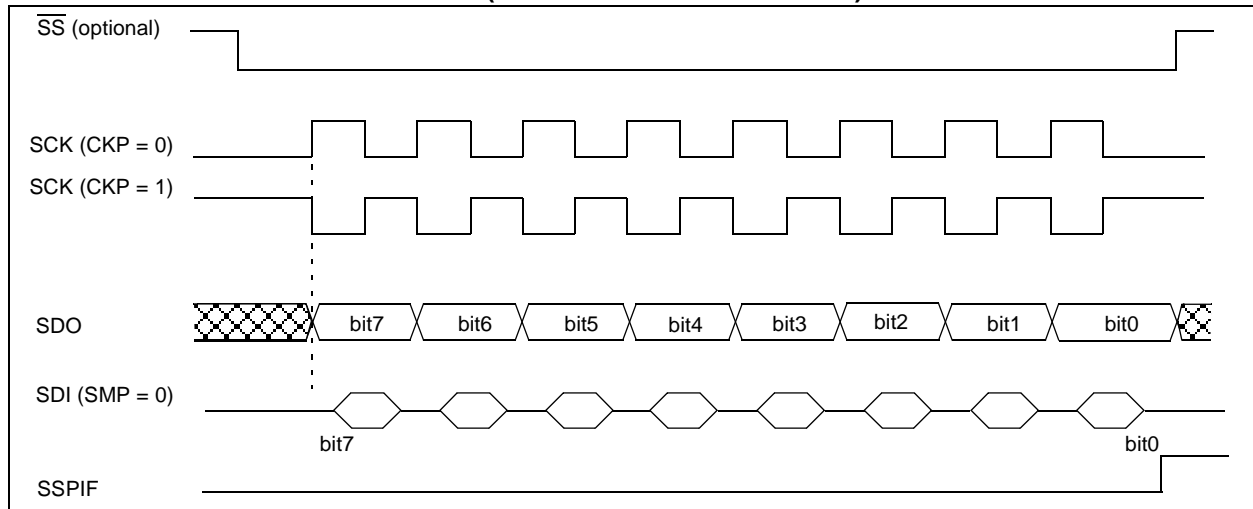 SS (optional)
SCK (CKP = 0)
SCK (CKP = 1)
SDO
bit7 bit6 bit5 bit4 bit3 bit2 bit1 bit0
SDI (SMP = 0)
bit7 bit0
SSPIF